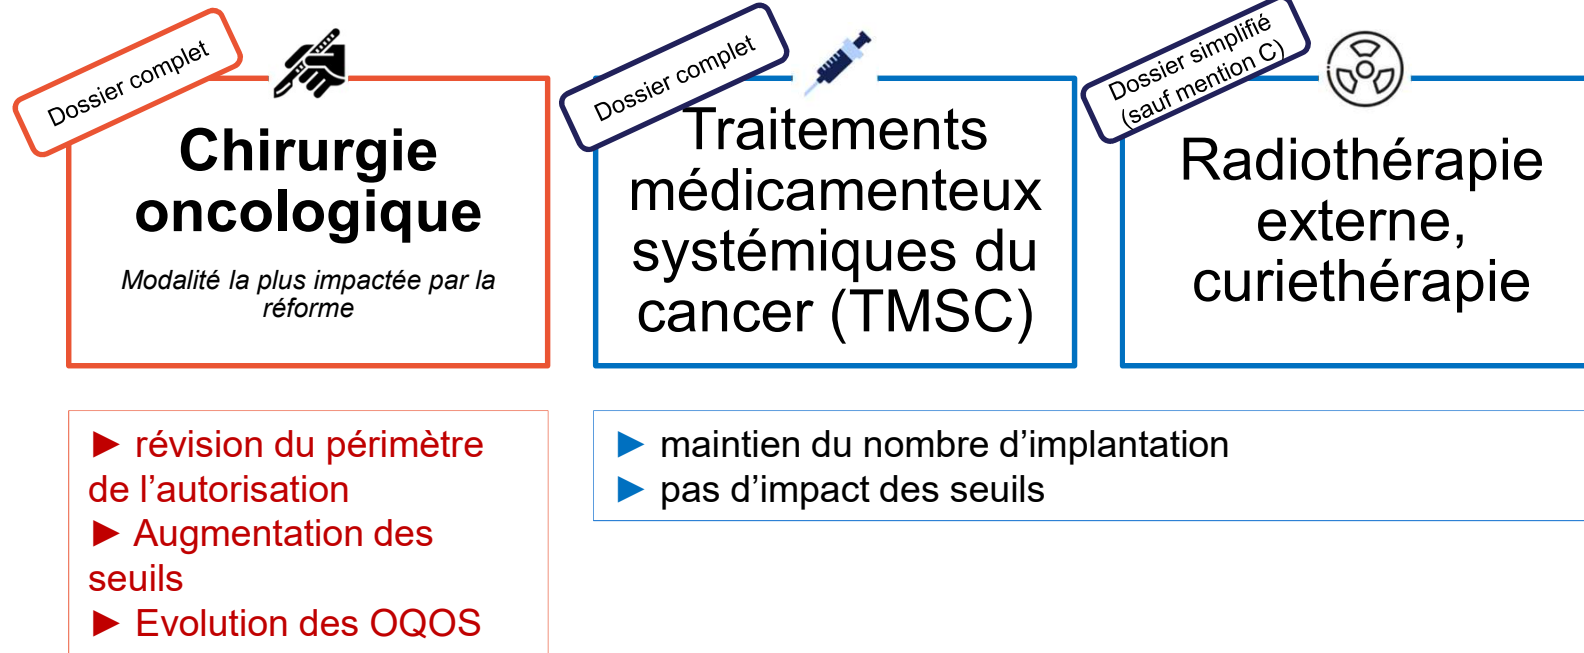 Dossier complet
Chirurgie
oncologique
Modalité la plus impactée par la
réforme
Dossier complet
Traitements
médicamenteux
systémiques du
cancer (TMSC)
Dossier simplifié
(sauf mention C)
Radiothérapie
externe,
curiethérapie
► révision du périmètre
de l’autorisation
► Augmentation des
seuils
► Evolution des OQOS
► maintien du nombre d’implantation
► pas d’impact des seuils